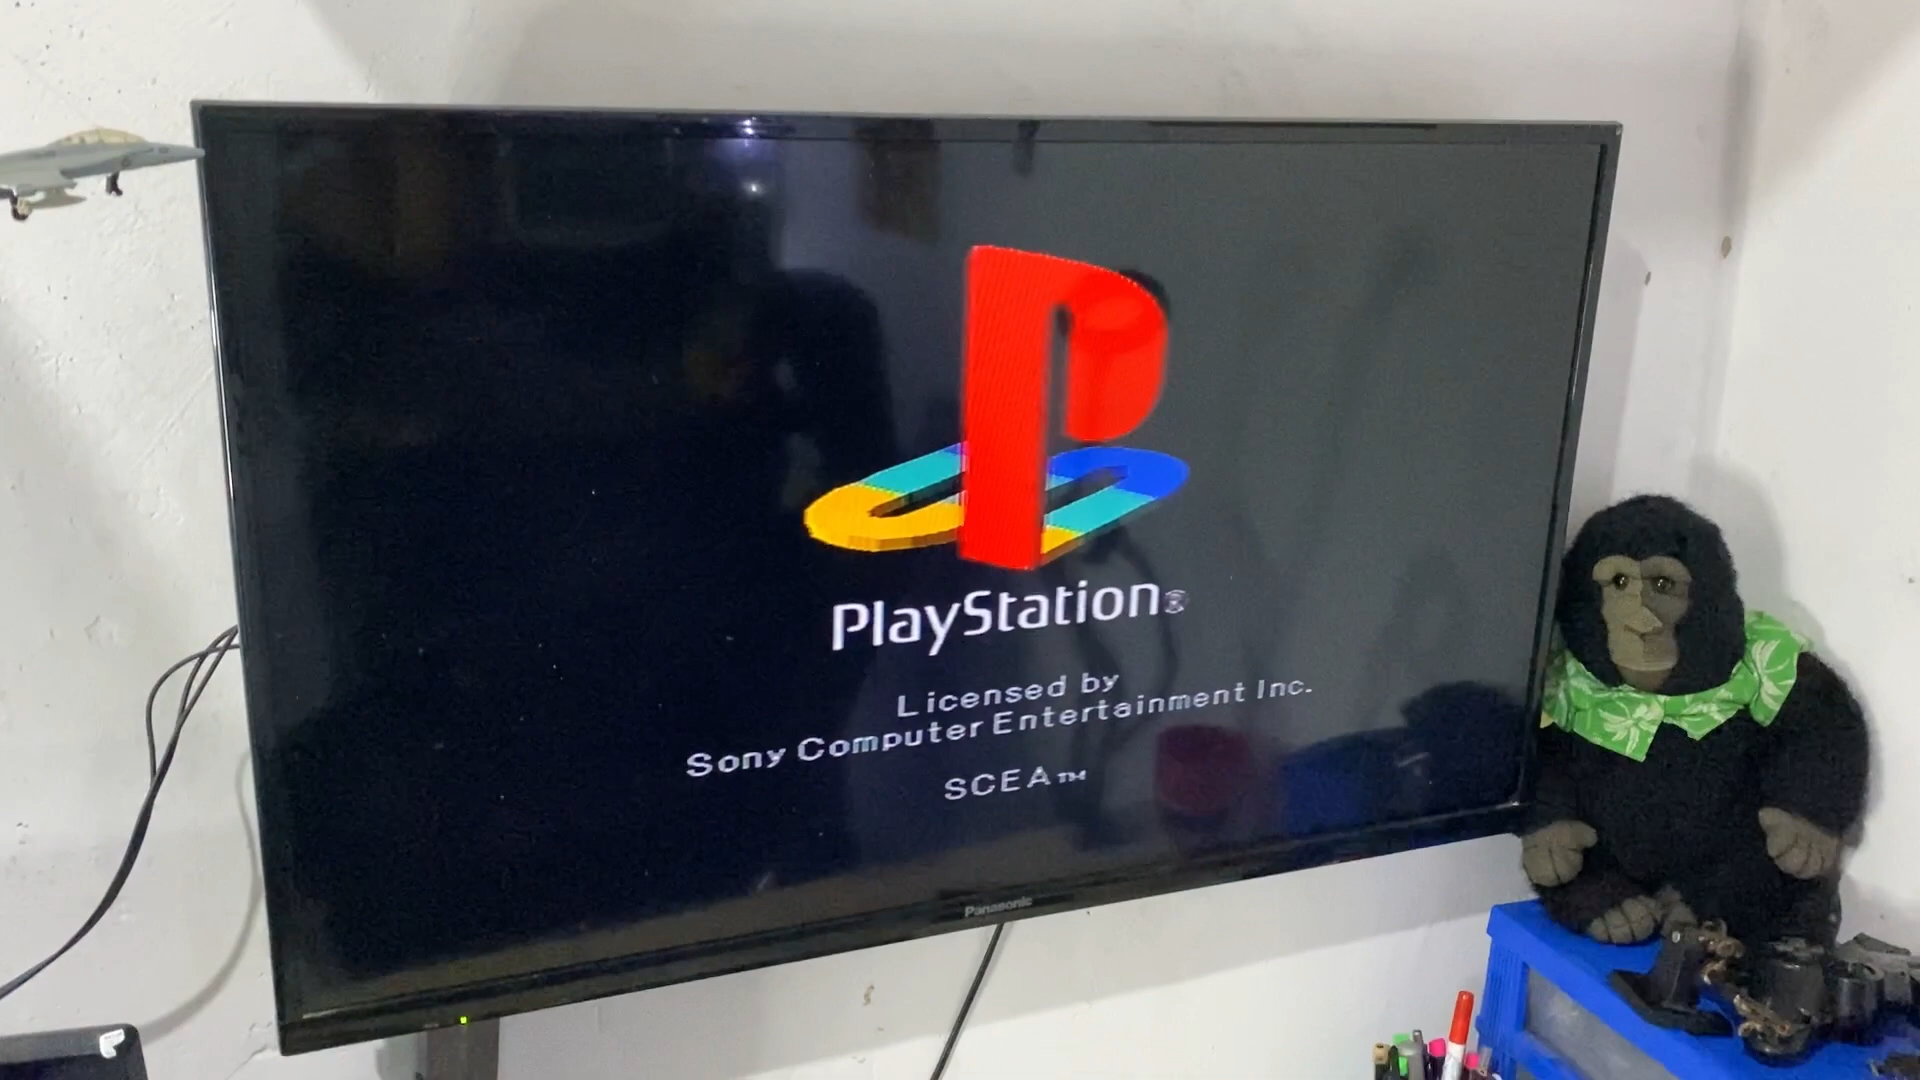 PlayStation®
Licensed by
Sony Computer Entertainment Inc.
SCEA™
Panasonic